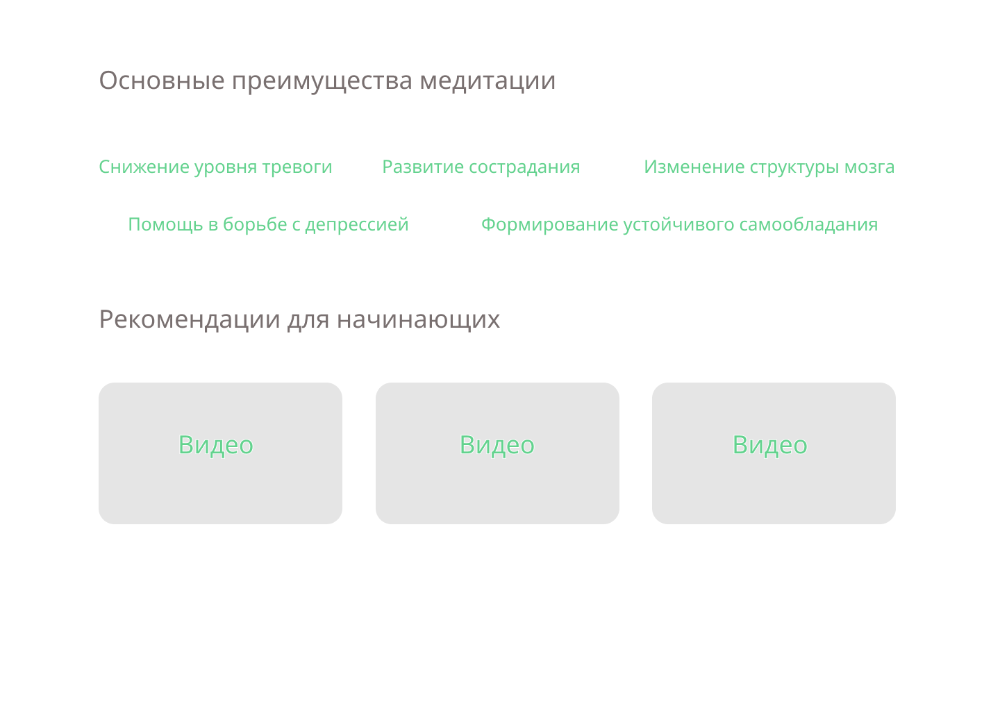 Основные преимущества медитации
Снижение уровня тревоги
Развитие сострадания
Изменение структуры мозга
Помощь в борьбе с депрессией
Формирование устойчивого самообладания
Рекомендации для начинающих
Видео
Видео
Видео